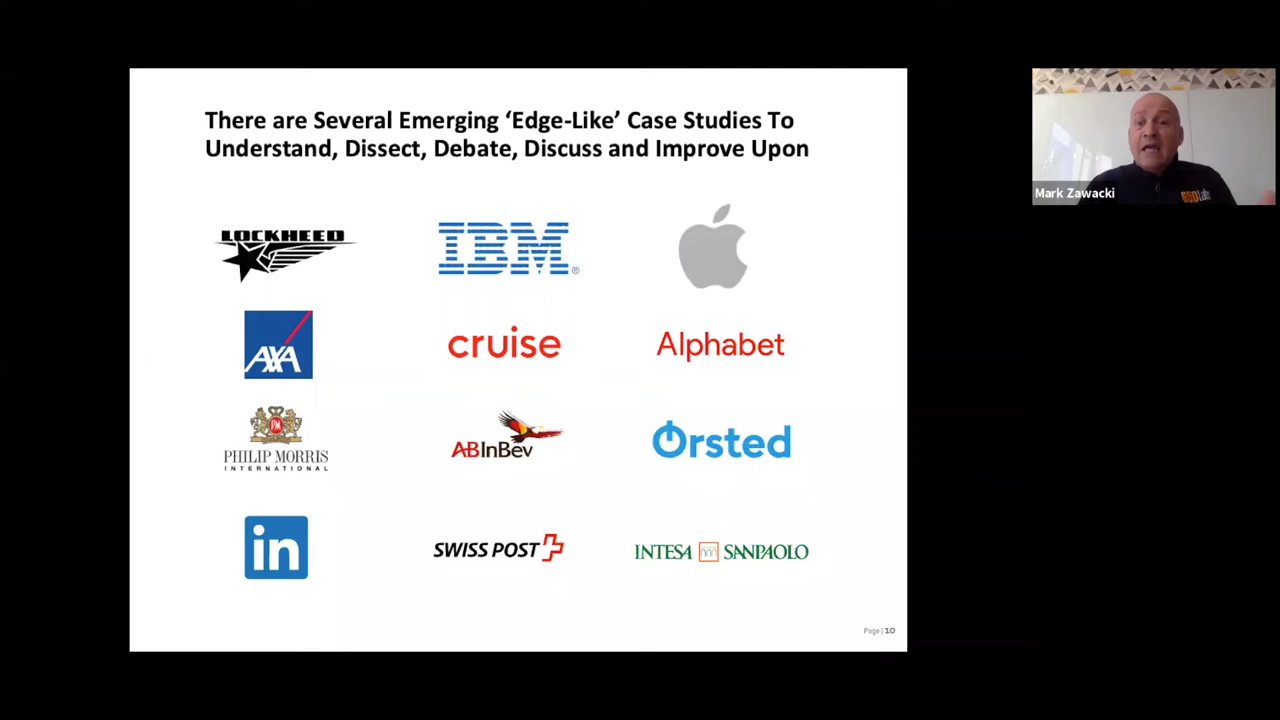 There are Several Emerging ‘Edge-Like’ Case Studies To
Understand, Dissect, Debate, Discuss and Improve Upon
LOCKHEED
IBM®
AXA
cruise
Alphabet
PM
PHILIP MORRIS
INTERNATIONAL
ABInBev
Ørsted
in
SWISS POST
INTESA SANPAOLO
Page | 10
Mark Zawacki